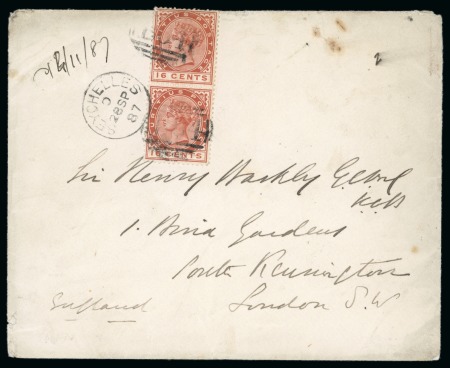 2/11/87
16 CENTS
SEYCHELLES
D
28 SP
87
MAURITIUS
16 CENTS
Sir Henry Barkly G.C.M.G.
K.C.B
1. Bina Gardens
South Kensington
London S.W
England